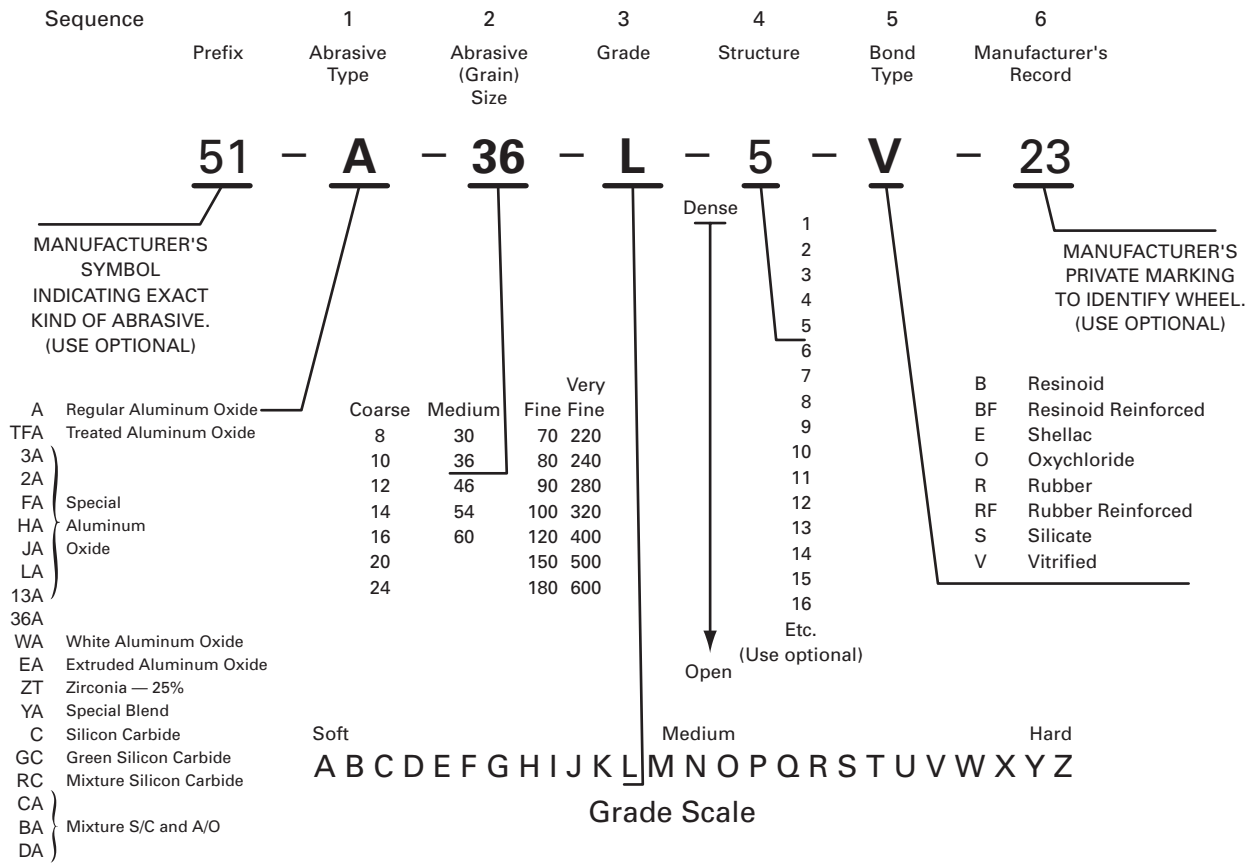 Sequence 1 2 3 4 5 6
Prefix Abrasive Abrasive Grade Structure Bond Manufacturer's
Type (Grain) Type Record
Size
51 – A – 36 – L – 5 – V – 23
MANUFACTURER'S
SYMBOL
INDICATING EXACT
KIND OF ABRASIVE.
(USE OPTIONAL)
A Regular Aluminum Oxide
TFA Treated Aluminum Oxide
3A
2A
FA Special
HA Aluminum
JA Oxide
LA
13A
36A
WA White Aluminum Oxide
EA Extruded Aluminum Oxide
ZT Zirconia — 25%
YA Special Blend
C Silicon Carbide
GC Green Silicon Carbide
RC Mixture Silicon Carbide
CA
BA Mixture S/C and A/O
DA
Very
Coarse Medium Fine Fine
8 30 70 220
10 36 80 240
12 46 90 280
14 54 100 320
16 60 120 400
20 150 500
24 180 600
Dense
1
2
3
4
5
6
7
8
9
10
11
12
13
14
15
16
Etc.
(Use optional)
Open
MANUFACTURER'S
PRIVATE MARKING
TO IDENTIFY WHEEL.
(USE OPTIONAL)
B Resinoid
BF Resinoid Reinforced
E Shellac
O Oxychloride
R Rubber
RF Rubber Reinforced
S Silicate
V Vitrified
Soft Medium Hard
A B C D E F G H I J K L M N O P Q R S T U V W X Y Z
Grade Scale